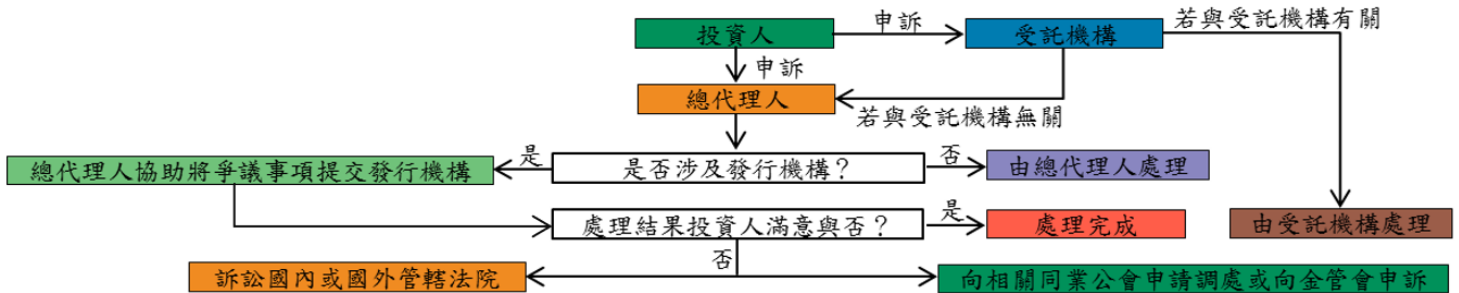 投資人
申訴
受託機構
若與受託機構有關
申訴
總代理人
若與受託機構無關
總代理人協助將爭議事項提交發行機構
是
是否涉及發行機構?
否
由總代理人處理
處理結果投資人滿意與否?
是
處理完成
由受託機構處理
否
訴訟國內或國外管轄法院
向相關同業公會申請調處或向金管會申訴